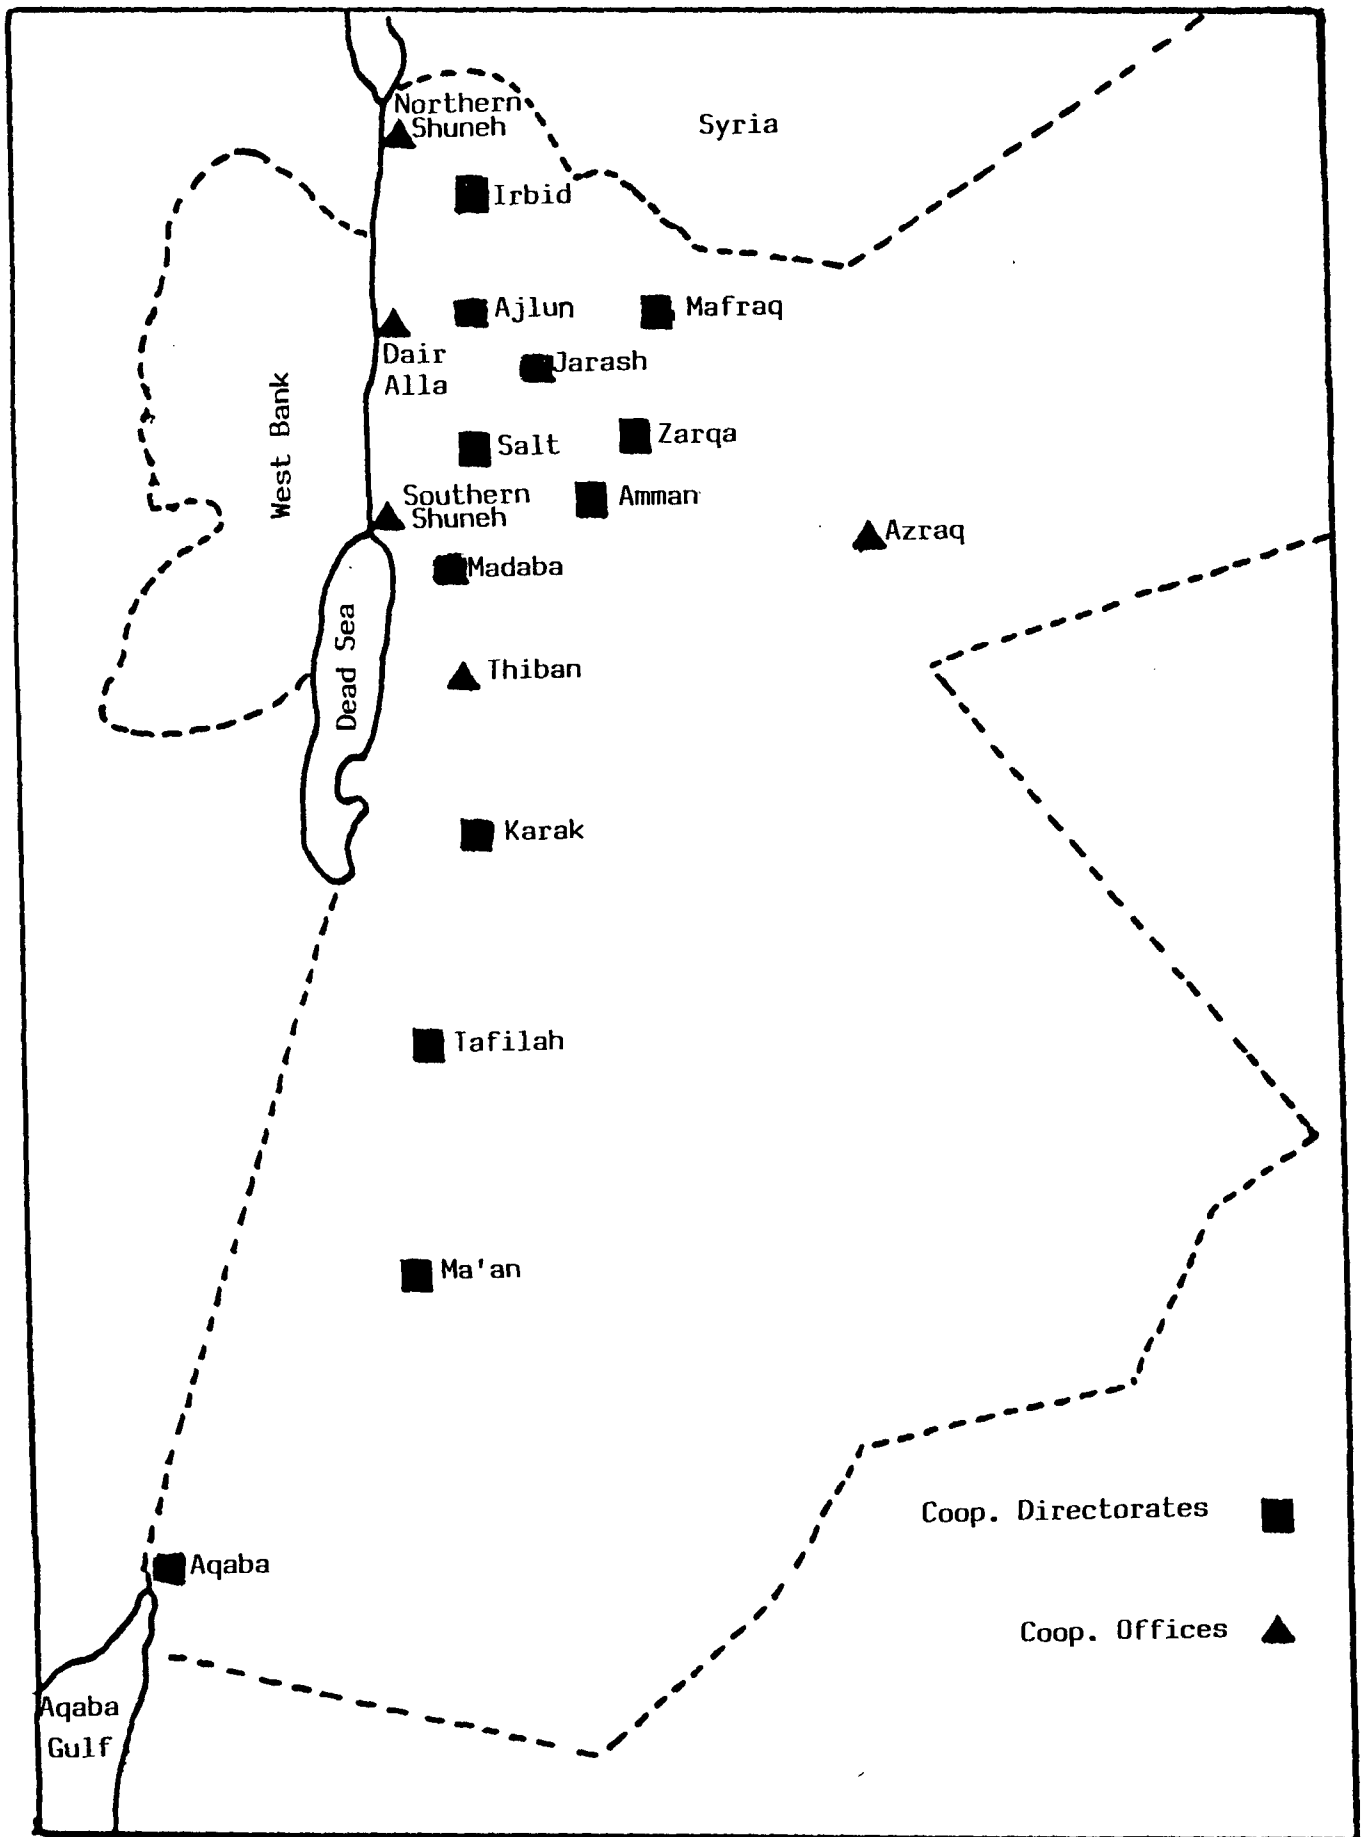 Northern
Shuneh
Syria
Irbid
Ajlun
Mafraq
Dair
Alla
Jarash
West Bank
Salt
Zarqa
Southern
Shuneh
Amman
Azraq
Madaba
Dead Sea
Thiban
Karak
Tafilah
Ma'an
Coop. Directorates
Aqaba
Coop. Offices
Aqaba
Gulf